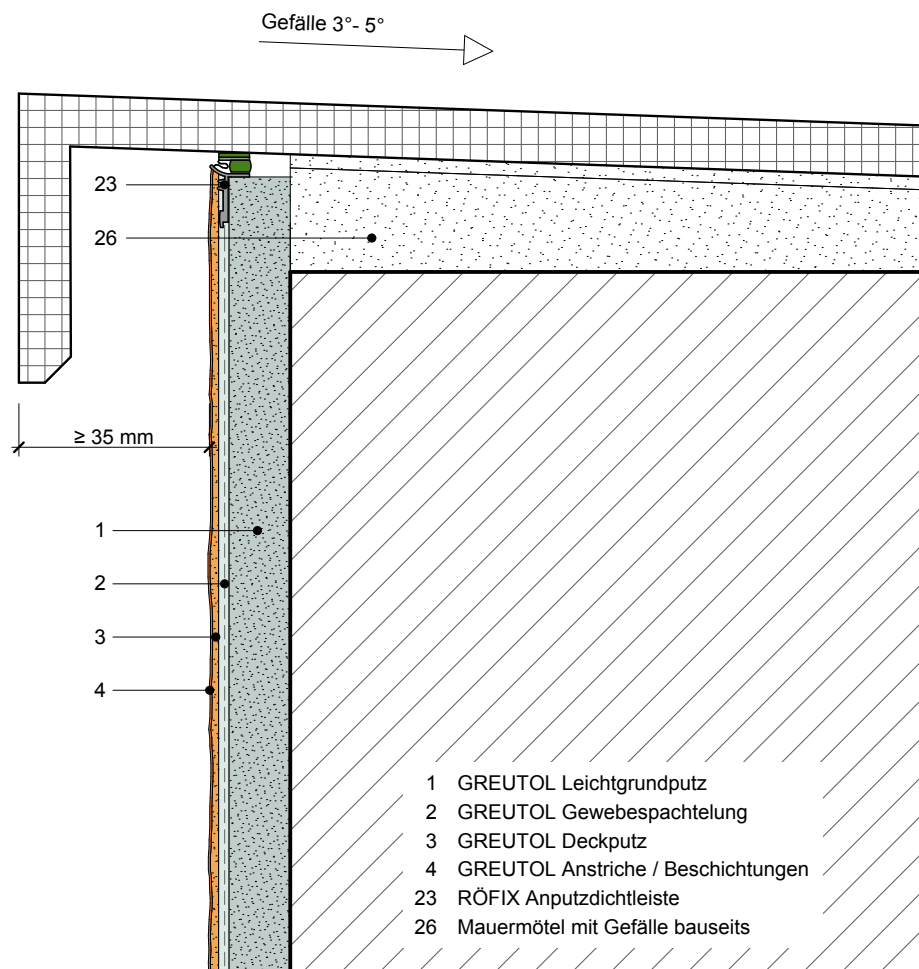 Gefälle 3°- 5°
23
26
≥ 35 mm
1
2
3
4
1 GREUTOL Leichtgrundputz
2 GREUTOL Gewebespachtelung
3 GREUTOL Deckputz
4 GREUTOL Anstriche / Beschichtungen
23 RÖFIX Anputzdichtleiste
26 Mauermötel mit Gefälle bauseits